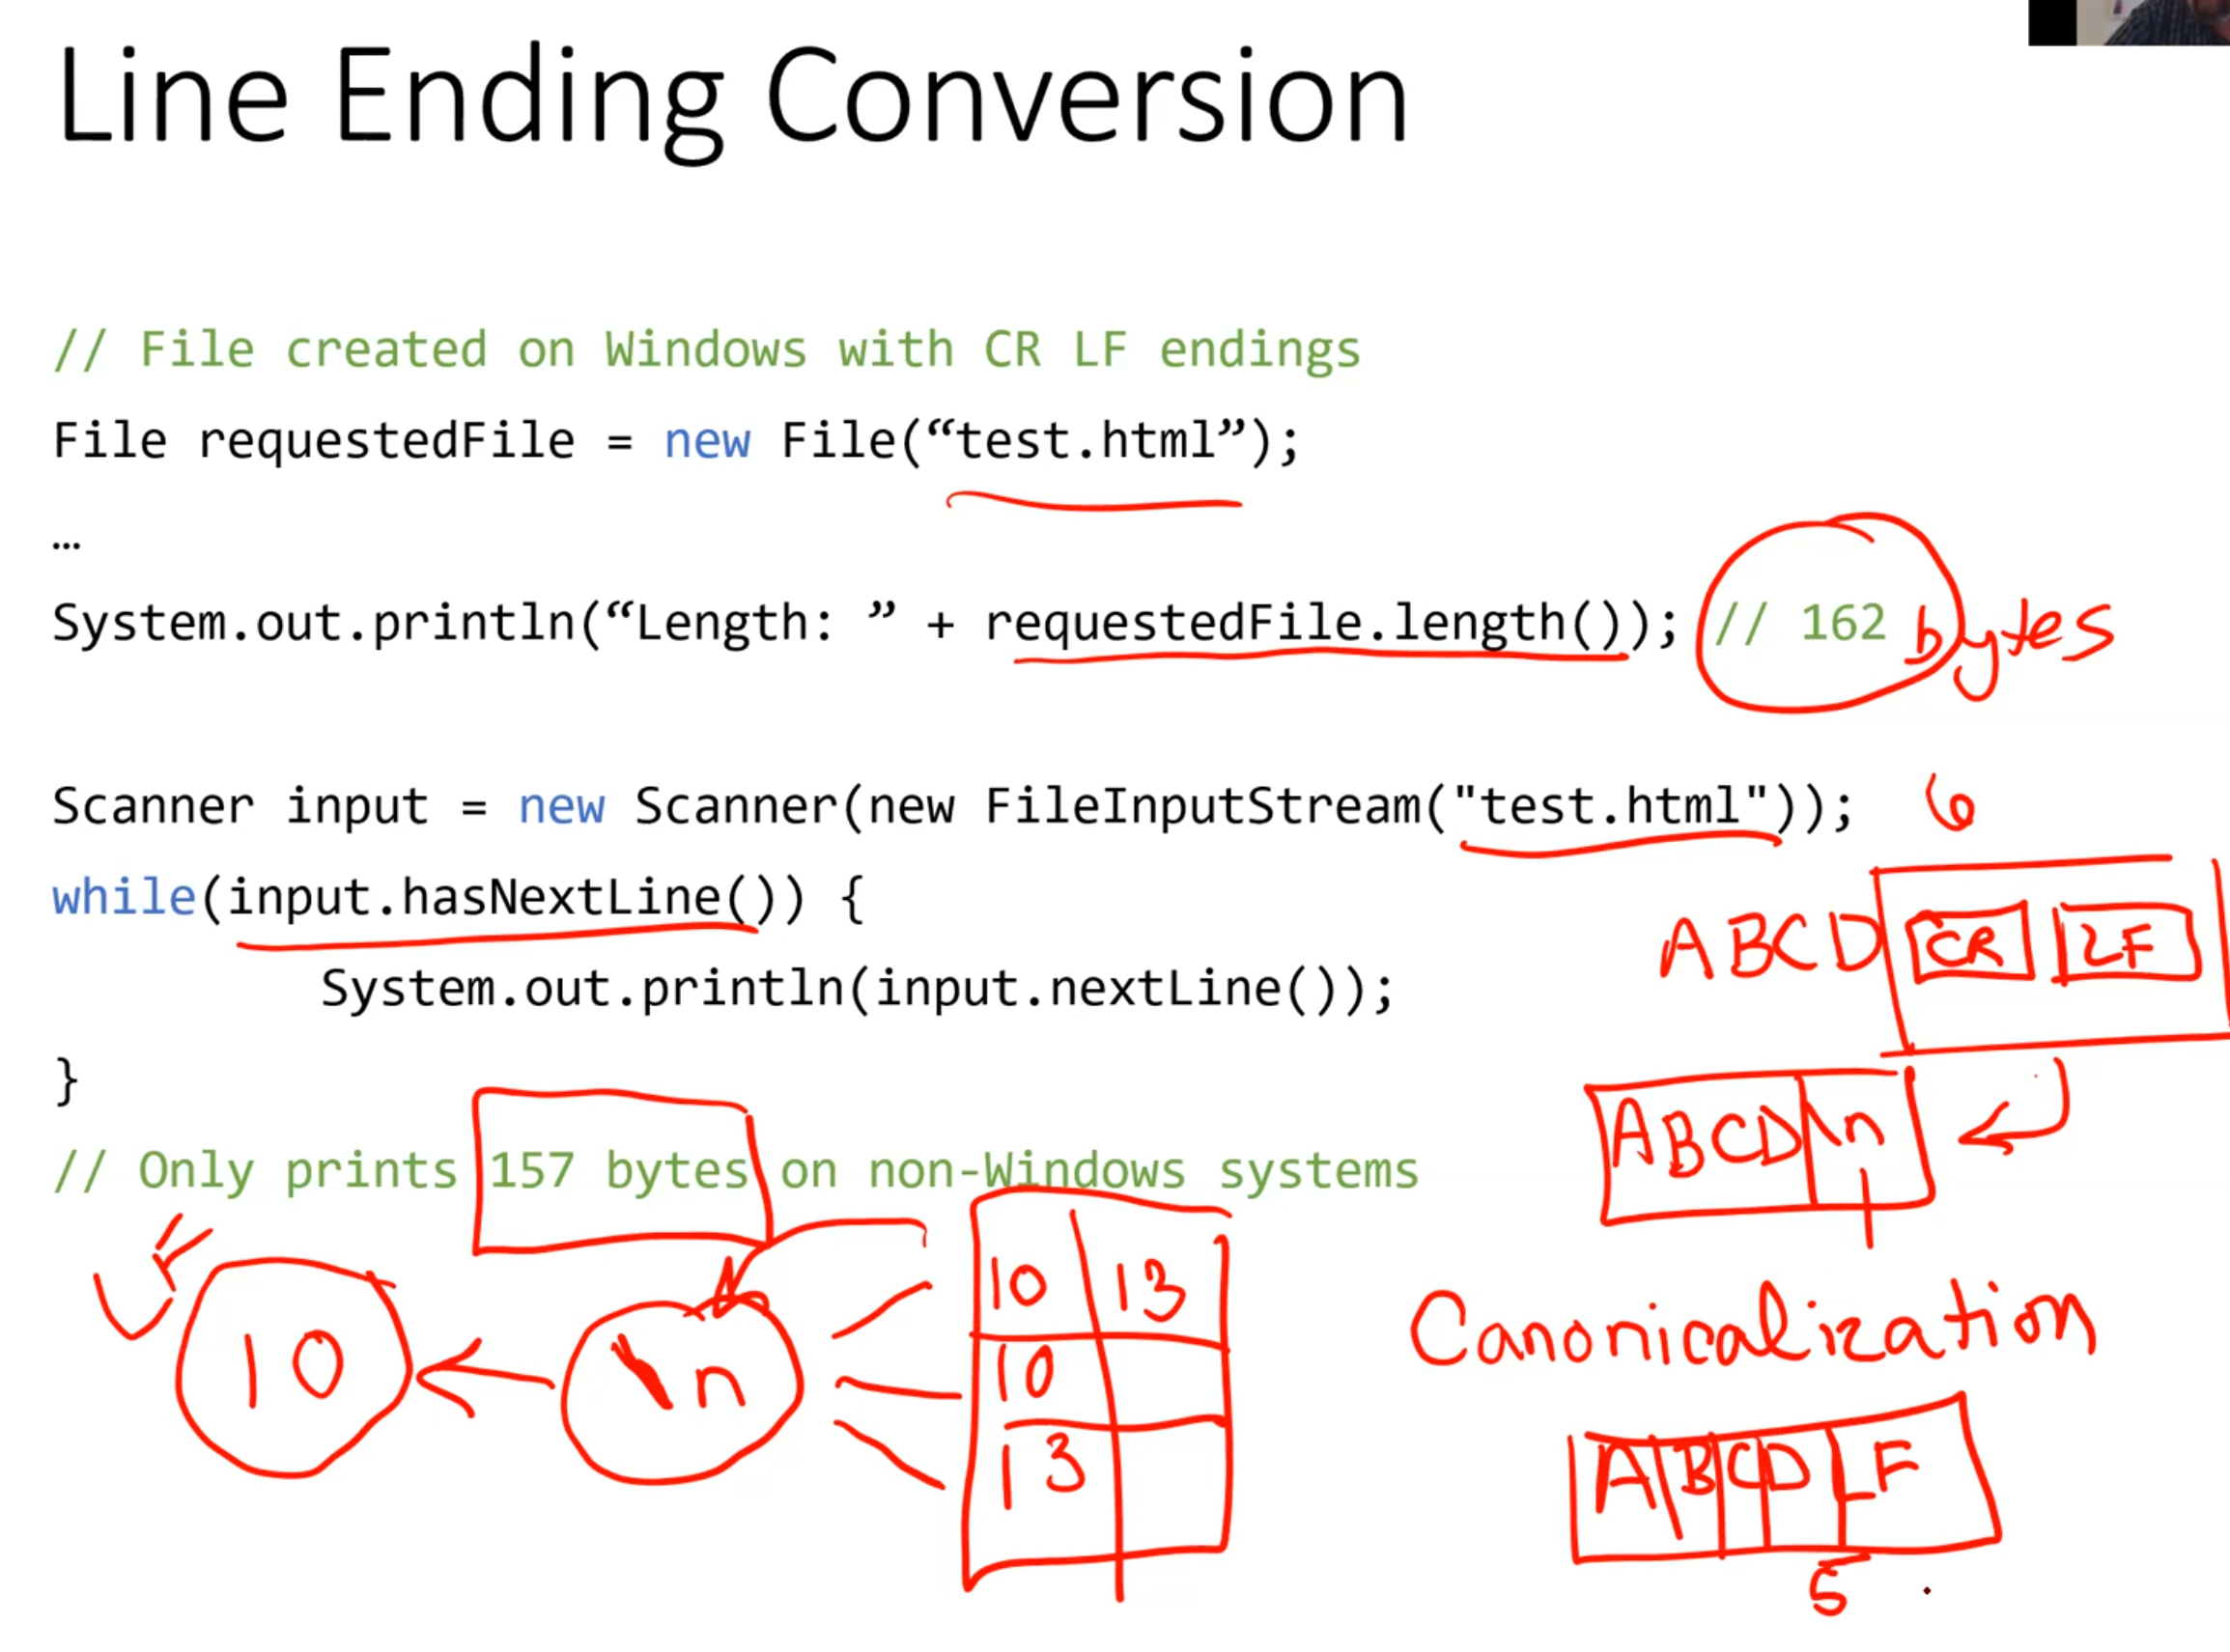 Line Ending Conversion
// File created on Windows with CR LF endings
File requestedFile = new File(“test.html”);
…
System.out.println(“Length: ” + requestedFile.length()); // 162 bytes
Scanner input = new Scanner(new FileInputStream("test.html")); 6
while(input.hasNextLine()) {
ABCD CR LF
System.out.println(input.nextLine());
}
ABCD \n
// Only prints 157 bytes on non-Windows systems
LF
10 \n
10 13
10
13
Canonicalization
A B C D LF
5